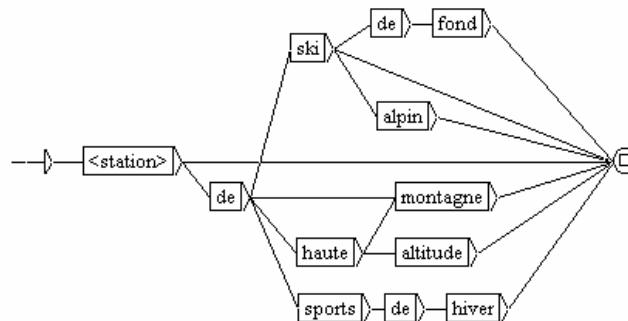 de fond
ski
alpin
<station>
de montagne
haute altitude
sports de hiver